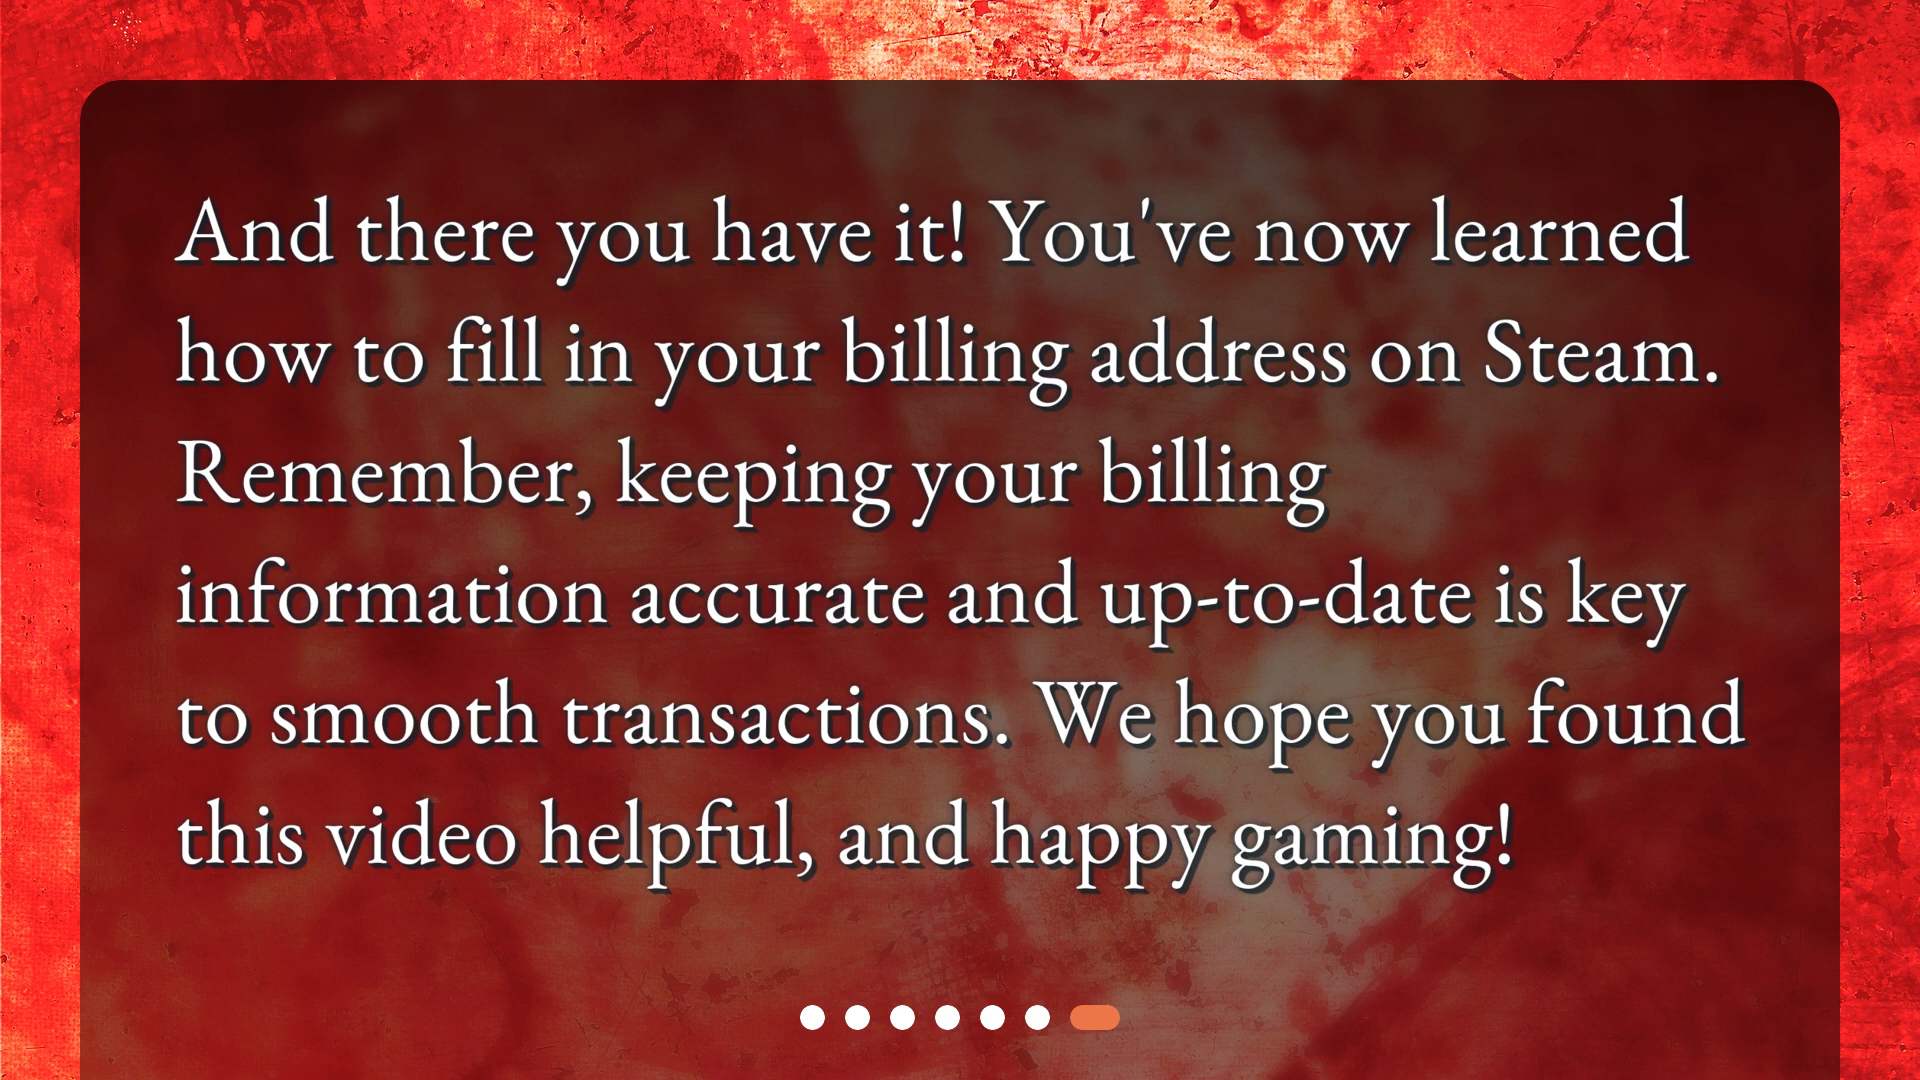 And there you have it! You've now learned
how to fill in your billing address on Steam.
Remember, keeping your billing
information accurate and up-to-date is key
to smooth transactions. We hope you found
this video helpful, and happy gaming!